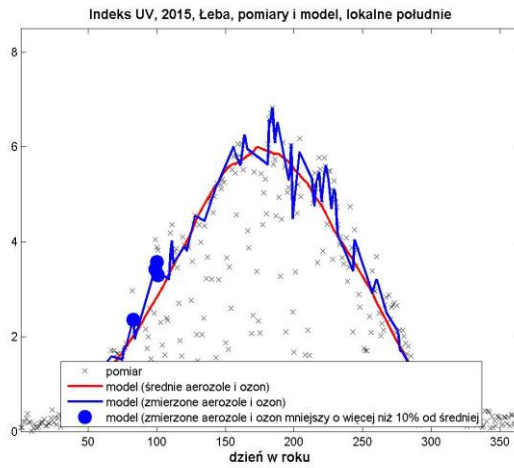 Indeks UV, 2015, Łeba, pomiary i model, lokalne południe
8
6
4
2
0
pomiar
model (średnie aerozole i ozon)
model (zmierzone aerozole i ozon)
model (zmierzone aerozole i ozon mniejszy o więcej niż 10% od średniej
50 100 150 200 250 300 350
dzień w roku